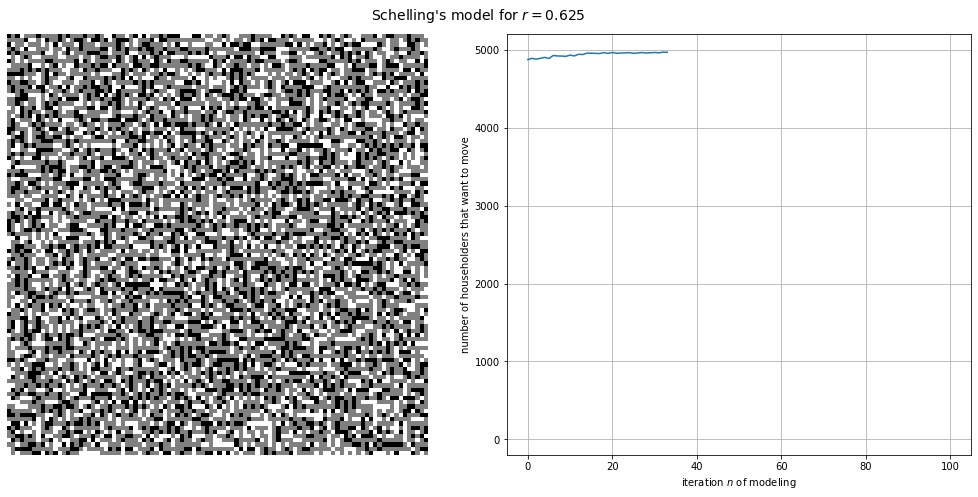 Schelling's model for r = 0.625
number of householders that want to move
5000
4000
3000
2000
1000
0
0 20 40 60 80 100
iteration n of modeling